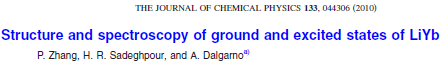 THE JOURNAL OF CHEMICAL PHYSICS 133, 044306 (2010)
Structure and spectroscopy of ground and excited states of LiYb
P. Zhang, H. R. Sadeghpour, and A. Dalgarno a)